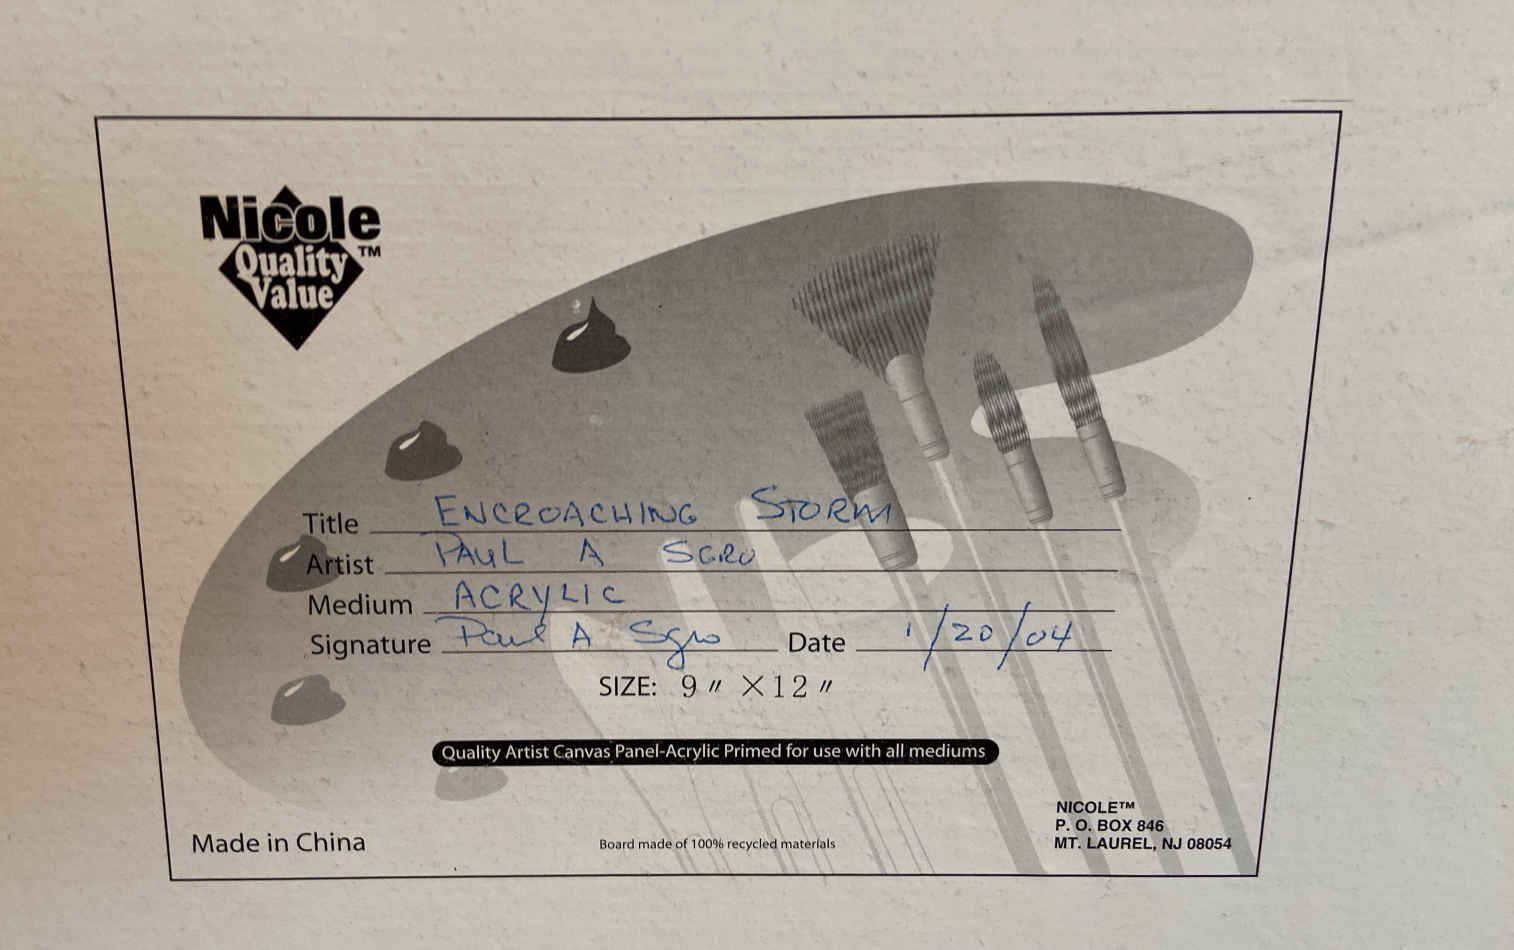 Nicole
Quality™
Value
Title ENCROACHING STORM
Artist PAUL A SGRO
Medium ACRYLIC
Signature Paul A Sgro Date 1/20/04
SIZE: 9" ×12"
Quality Artist Canvas Panel-Acrylic Primed for use with all mediums
Made in China
Board made of 100% recycled materials
NICOLE™
P. O. BOX 846
MT. LAUREL, NJ 08054